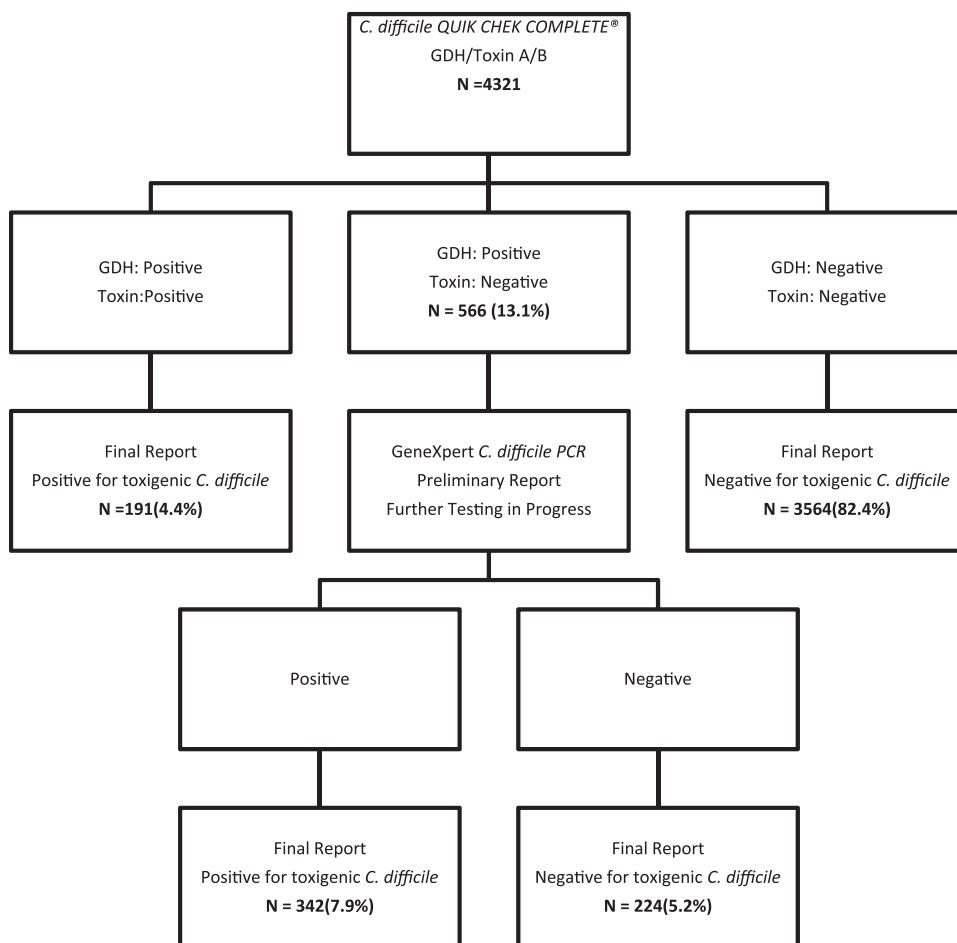 C. difficile QUIK CHEK COMPLETE®
GDH/Toxin A/B
N =4321
GDH: Positive
Toxin:Positive
GDH: Positive
Toxin: Negative
N = 566 (13.1%)
GDH: Negative
Toxin: Negative
Final Report
Positive for toxigenic C. difficile
N =191(4.4%)
GeneXpert C. difficile PCR
Preliminary Report
Further Testing in Progress
Final Report
Negative for toxigenic C. difficile
N = 3564(82.4%)
Positive
Negative
Final Report
Positive for toxigenic C. difficile
N = 342(7.9%)
Final Report
Negative for toxigenic C. difficile
N = 224(5.2%)